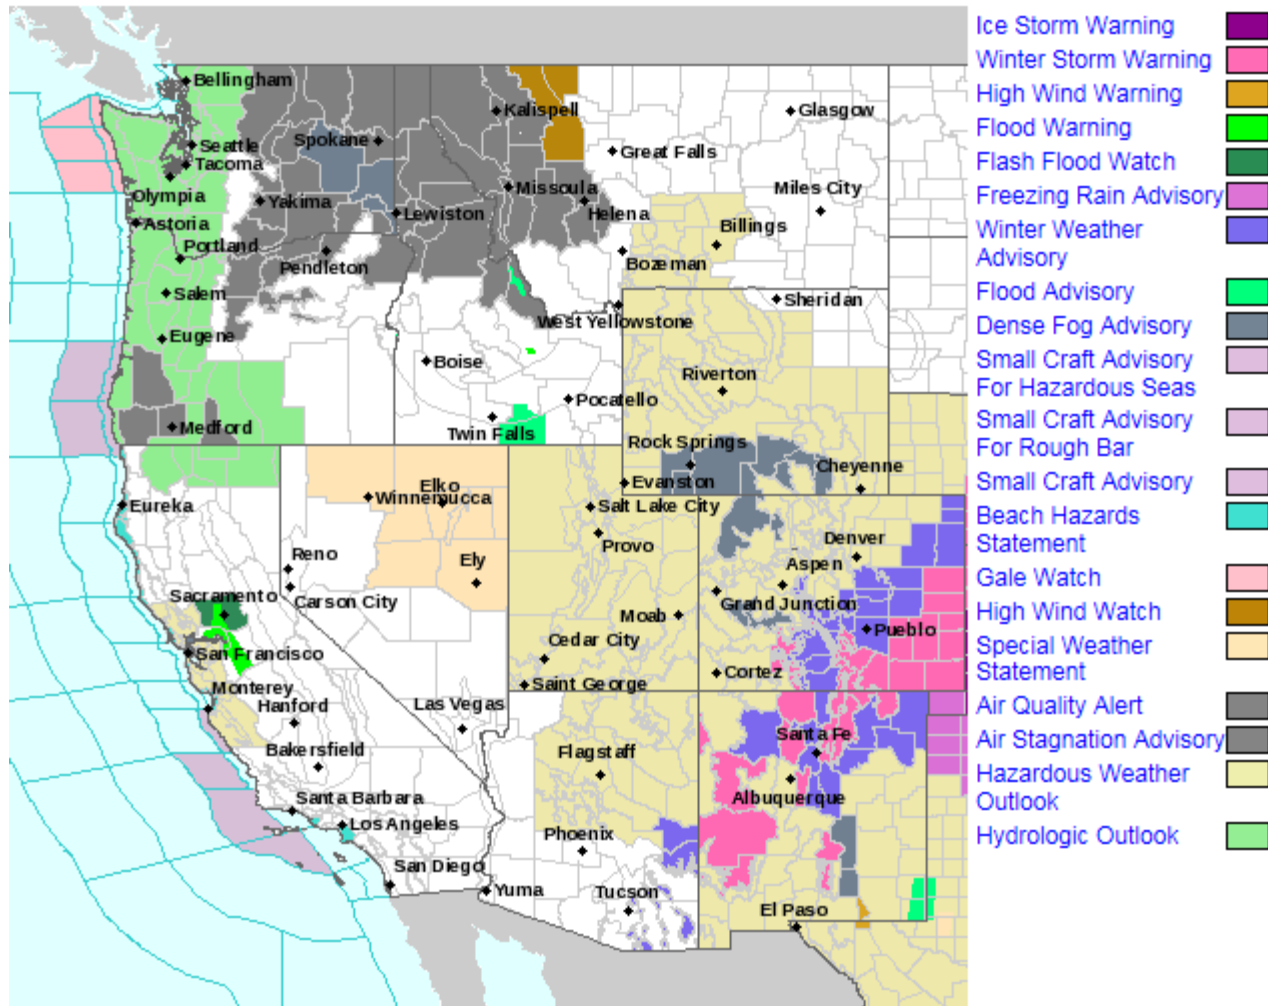 Bellingham
Kalispell
Glasgow
Seattle
Spokane
Great Falls
Tacoma
Missoula
Miles City
Olympia
Yakima
Helena
Astoria
Lewiston
Billings
Portland
Pendleton
Bozeman
Salem
Sheridan
West Yellowstone
Eugene
Boise
Riverton
Pocatello
Medford
Twin Falls
Rock Springs
Cheyenne
Elko
Evanston
Winnemucca
Eureka
Salt Lake City
Denver
Provo
Reno
Ely
Aspen
Sacramento
Carson City
Grand Junction
Moab
Pueblo
Cedar City
San Francisco
Cortez
Saint George
Monterey
Hanford
Las Vegas
Santa Fe
Bakersfield
Flagstaff
Santa Barbara
Albuquerque
Los Angeles
Phoenix
San Diego
Yuma
Tucson
El Paso
Ice Storm Warning
Winter Storm Warning
High Wind Warning
Flood Warning
Flash Flood Watch
Freezing Rain Advisory
Winter Weather
Advisory
Flood Advisory
Dense Fog Advisory
Small Craft Advisory
For Hazardous Seas
Small Craft Advisory
For Rough Bar
Small Craft Advisory
Beach Hazards
Statement
Gale Watch
High Wind Watch
Special Weather
Statement
Air Quality Alert
Air Stagnation Advisory
Hazardous Weather
Outlook
Hydrologic Outlook